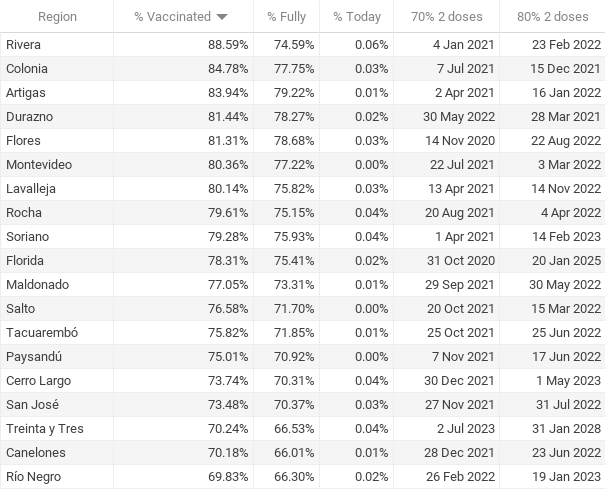 Region % Vaccinated % Fully % Today 70% 2 doses 80% 2 doses
Rivera 88.59% 74.59% 0.06% 4 Jan 2021 23 Feb 2022
Colonia 84.78% 77.75% 0.03% 7 Jul 2021 15 Dec 2021
Artigas 83.94% 79.22% 0.01% 2 Apr 2021 16 Jan 2022
Durazno 81.44% 78.27% 0.02% 30 May 2022 28 Mar 2021
Flores 81.31% 78.68% 0.03% 14 Nov 2020 22 Aug 2022
Montevideo 80.36% 77.22% 0.00% 22 Jul 2021 3 Mar 2022
Lavalleja 80.14% 75.82% 0.03% 13 Apr 2021 14 Nov 2022
Rocha 79.61% 75.15% 0.04% 20 Aug 2021 4 Apr 2022
Soriano 79.28% 75.93% 0.04% 1 Apr 2021 14 Feb 2023
Florida 78.31% 75.41% 0.02% 31 Oct 2020 20 Jan 2025
Maldonado 77.05% 73.31% 0.01% 29 Sep 2021 30 May 2022
Salto 76.58% 71.70% 0.00% 20 Oct 2021 15 Mar 2022
Tacuarembó 75.82% 71.85% 0.01% 25 Oct 2021 25 Jun 2022
Paysandú 75.01% 70.92% 0.00% 7 Nov 2021 17 Jun 2022
Cerro Largo 73.74% 70.31% 0.04% 30 Dec 2021 1 May 2023
San José 73.48% 70.37% 0.03% 27 Nov 2021 31 Jul 2022
Treinta y Tres 70.24% 66.53% 0.04% 2 Jul 2023 31 Jan 2028
Canelones 70.18% 66.01% 0.01% 28 Dec 2021 23 Jun 2022
Río Negro 69.83% 66.30% 0.02% 26 Feb 2022 19 Jan 2023